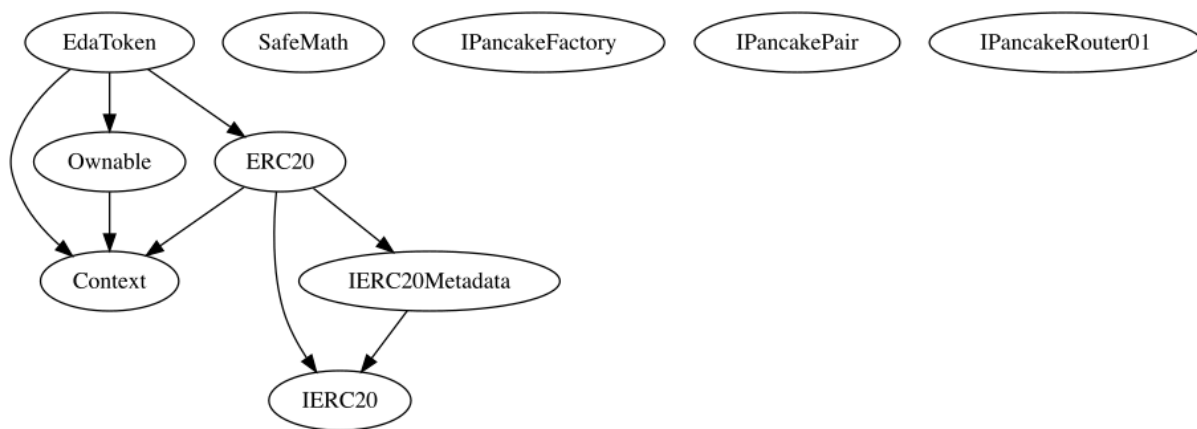 EdaToken
SafeMath
IPancakeFactory
IPancakePair
IPancakeRouter01
Ownable
ERC20
Context
IERC20Metadata
IERC20